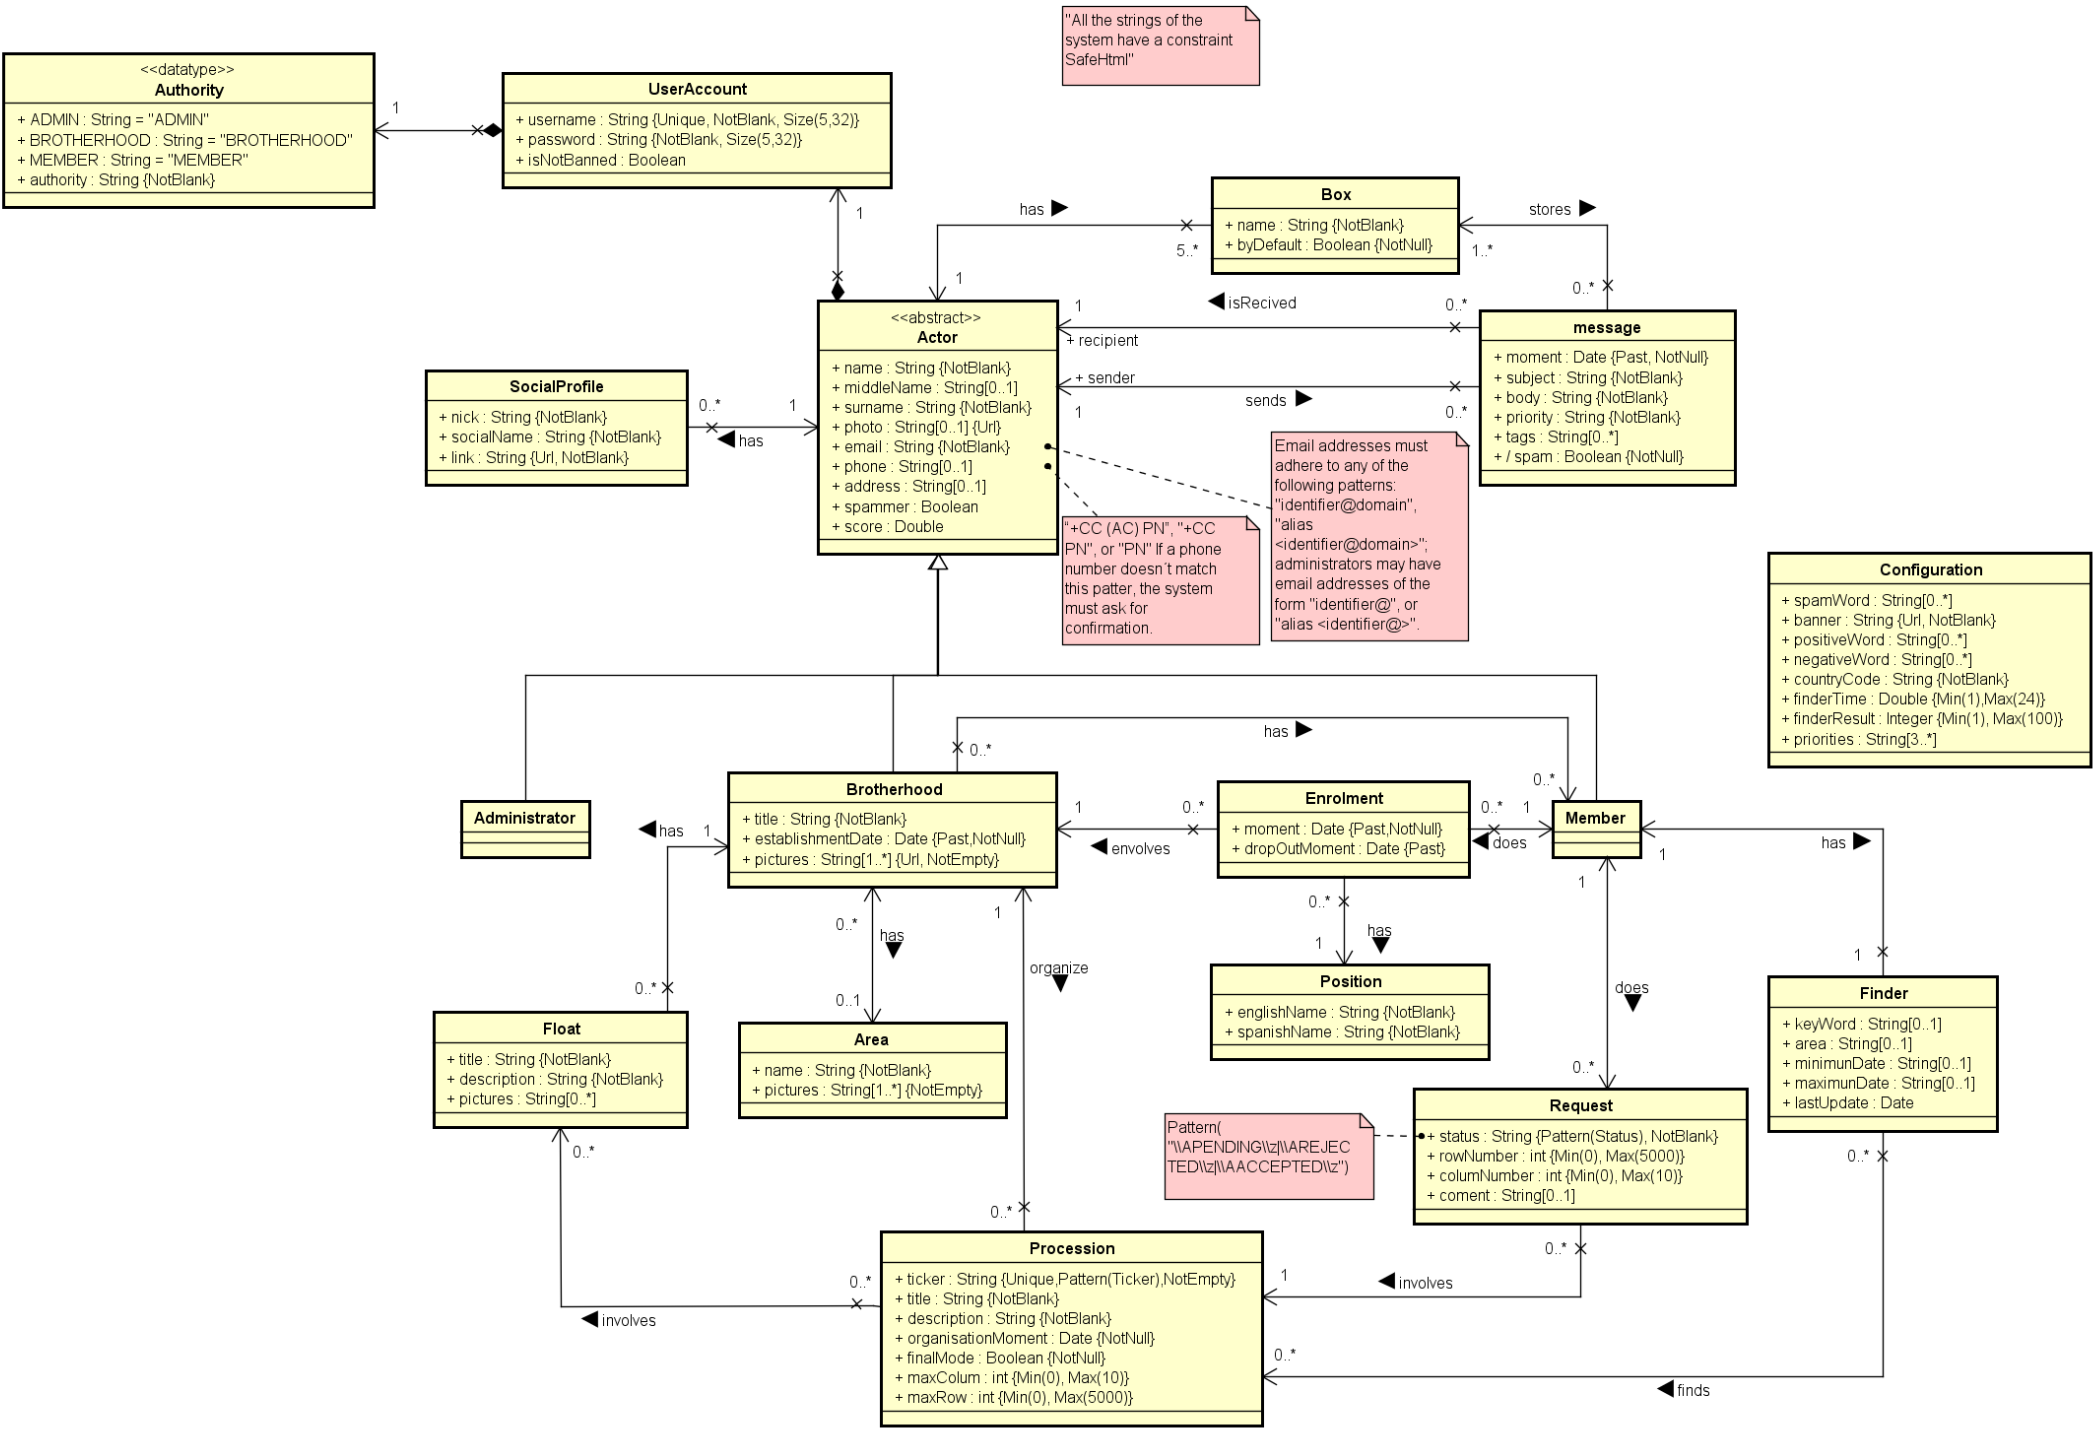 "All the strings of the
system have a constraint
SafeHtml"
<<datatype>>
Authority
+ ADMIN : String = "ADMIN"
+ BROTHERHOOD : String = "BROTHERHOOD"
+ MEMBER : String = "MEMBER"
+ authority : String {NotBlank}
1
UserAccount
+ username : String {Unique, NotBlank, Size(5,32)}
+ password : String {NotBlank, Size(5,32)}
+ isNotBanned : Boolean
1
has
5..*
1
Box
+ name : String {NotBlank}
+ byDefault : Boolean {NotNull}
stores
1..*
0..*
isRecived
1
0..*
+ recipient
+ sender
sends
1
0..*
message
+ moment : Date {Past, NotNull}
+ subject : String {NotBlank}
+ body : String {NotBlank}
+ priority : String {NotBlank}
+ tags : String[0..*]
+ / spam : Boolean {NotNull}
<<abstract>>
Actor
+ name : String {NotBlank}
+ middleName : String[0..1]
+ surname : String {NotBlank}
+ photo : String[0..1] {Url}
+ email : String {NotBlank}
+ phone : String[0..1]
+ address : String[0..1]
+ spammer : Boolean
+ score : Double
SocialProfile
+ nick : String {NotBlank}
+ socialName : String {NotBlank}
+ link : String {Url, NotBlank}
0..*
1
has
Email addresses must
adhere to any of the
following patterns:
"identifier@domain",
"alias
<identifier@domain>";
administrators may have
email addresses of the
form "identifier@", or
"alias <identifier@>".
“+CC (AC) PN”, "+CC
PN", or "PN" If a phone
number doesn´t match
this patter, the system
must ask for
confirmation.
Configuration
+ spamWord : String[0..*]
+ banner : String {Url, NotBlank}
+ positiveWord : String[0..*]
+ negativeWord : String[0..*]
+ countryCode : String {NotBlank}
+ finderTime : Double {Min(1),Max(24)}
+ finderResult : Integer {Min(1), Max(100)}
+ priorities : String[3..*]
has
0..*
0..*
Administrator
Brotherhood
+ title : String {NotBlank}
+ establishmentDate : Date {Past,NotNull}
+ pictures : String[1..*] {Url, NotEmpty}
has
1
0..*
1
0..*
envolves
Enrolment
+ moment : Date {Past,NotNull}
+ dropOutMoment : Date {Past}
0..*
1
does
Member
has
1
1
0..*
has
0..1
1
organize
0..*
0..*
has
1
Position
+ englishName : String {NotBlank}
+ spanishName : String {NotBlank}
1
does
0..*
Finder
+ keyWord : String[0..1]
+ area : String[0..1]
+ minimunDate : String[0..1]
+ maximunDate : String[0..1]
+ lastUpdate : Date
0..*
Float
+ title : String {NotBlank}
+ description : String {NotBlank}
+ pictures : String[0..*]
0..*
Area
+ name : String {NotBlank}
+ pictures : String[1..*] {NotEmpty}
Pattern(
"\\APENDING\\z|\\AREJEC
TED\\z|\\AACCEPTED\\z")
Request
+ status : String {Pattern(Status), NotBlank}
+ rowNumber : int {Min(0), Max(5000)}
+ columNumber : int {Min(0), Max(10)}
+ coment : String[0..1]
0..*
1
involves
Procession
+ ticker : String {Unique,Pattern(Ticker),NotEmpty}
+ title : String {NotBlank}
+ description : String {NotBlank}
+ organisationMoment : Date {NotNull}
+ finalMode : Boolean {NotNull}
+ maxColum : int {Min(0), Max(10)}
+ maxRow : int {Min(0), Max(5000)}
0..*
involves
0..*
finds